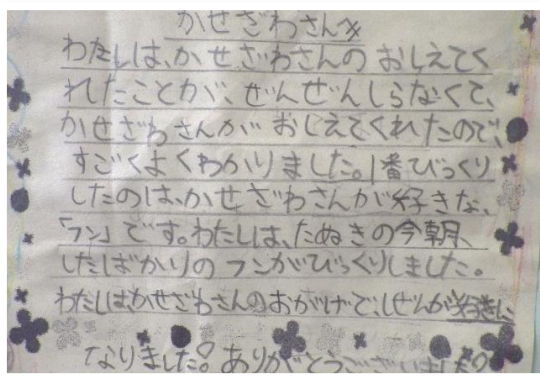 かせざわさんへ
わたしは、かせざわさんの おしえてく
れたことが、ぜんぜんしらなくて、
かせざわさんが おしえてくれたので、
すごくよくわかりました。1番びっくり
したのは、かせざわさんが好きな、
「フン」です。わたしは、たぬきの今朝、
したばかりのフンがびっくりしました。
わたしは、かせざわさんのおがげで、しぜんが好きに
なりました。ありがとうございました。